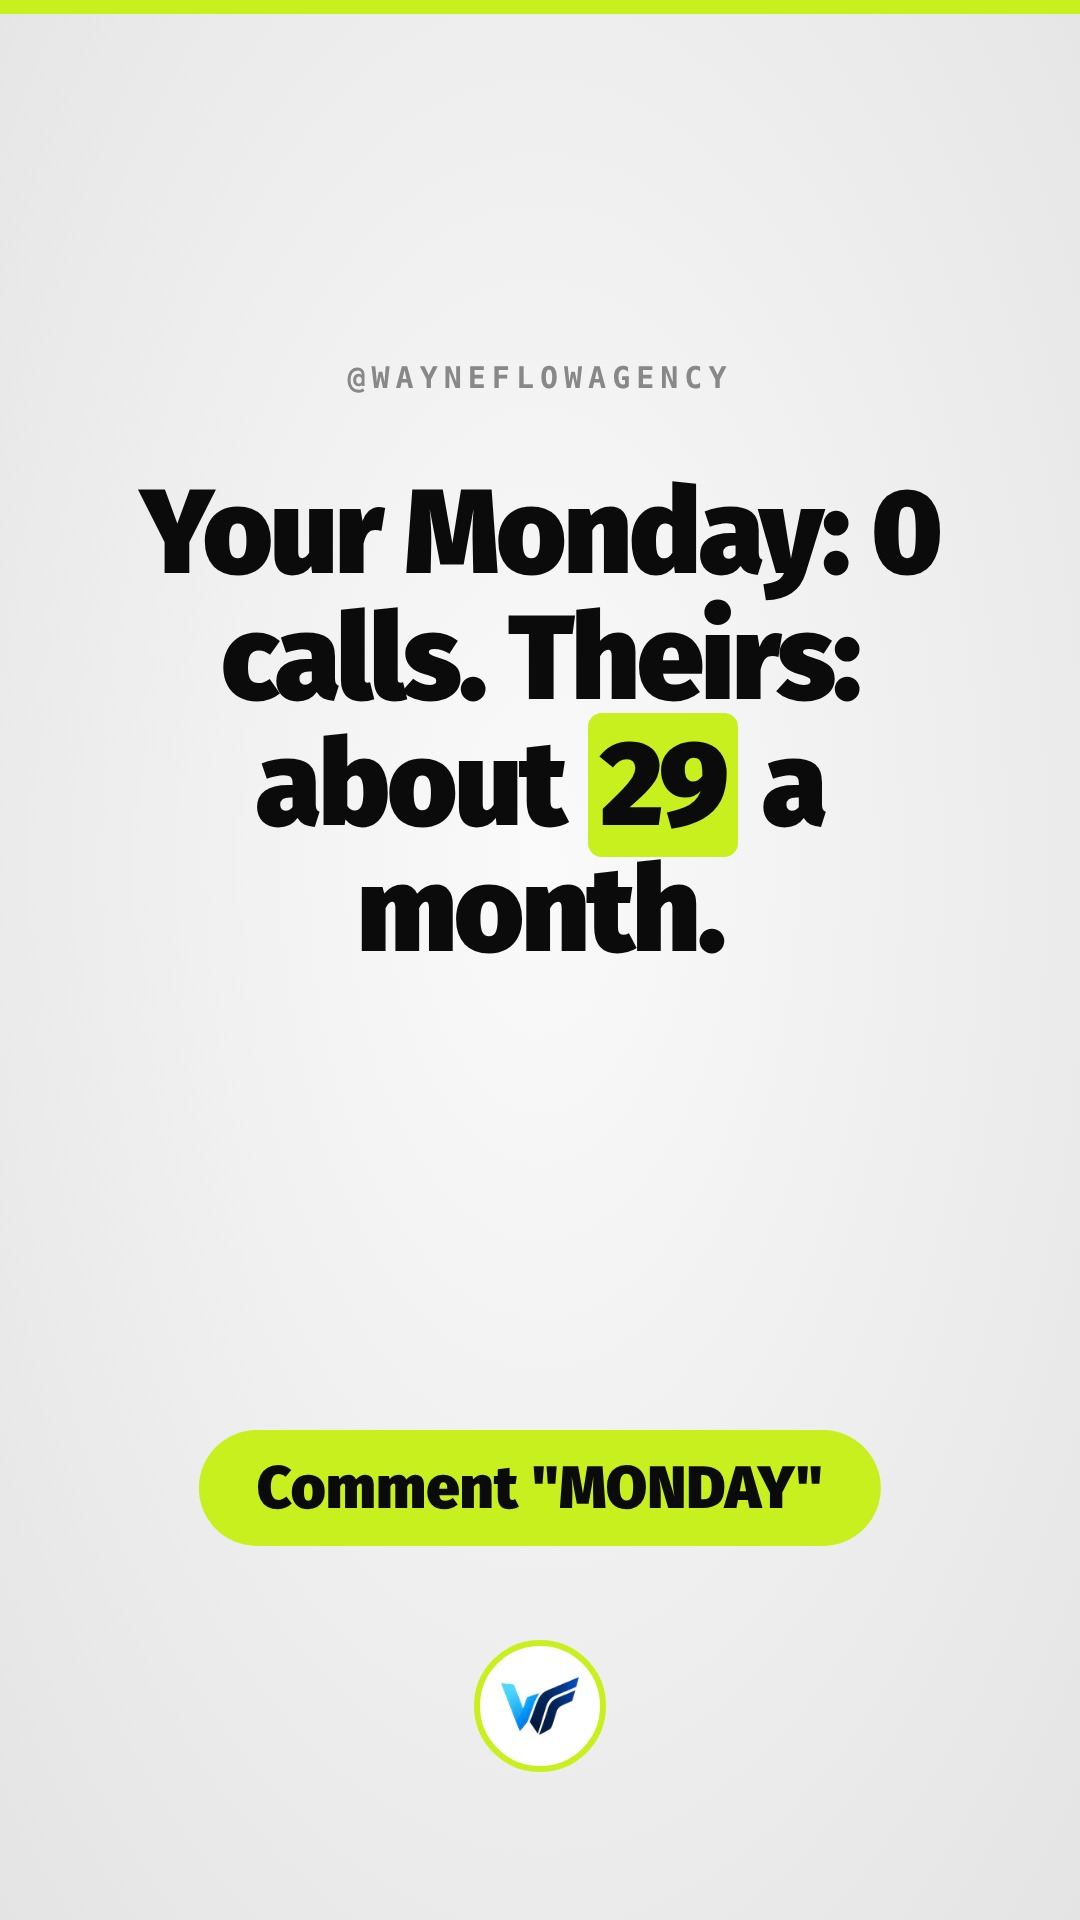 @WAYNEFLOWAGENCY
Your Monday: 0
calls. Theirs:
about 29 a
month.
Comment "MONDAY"